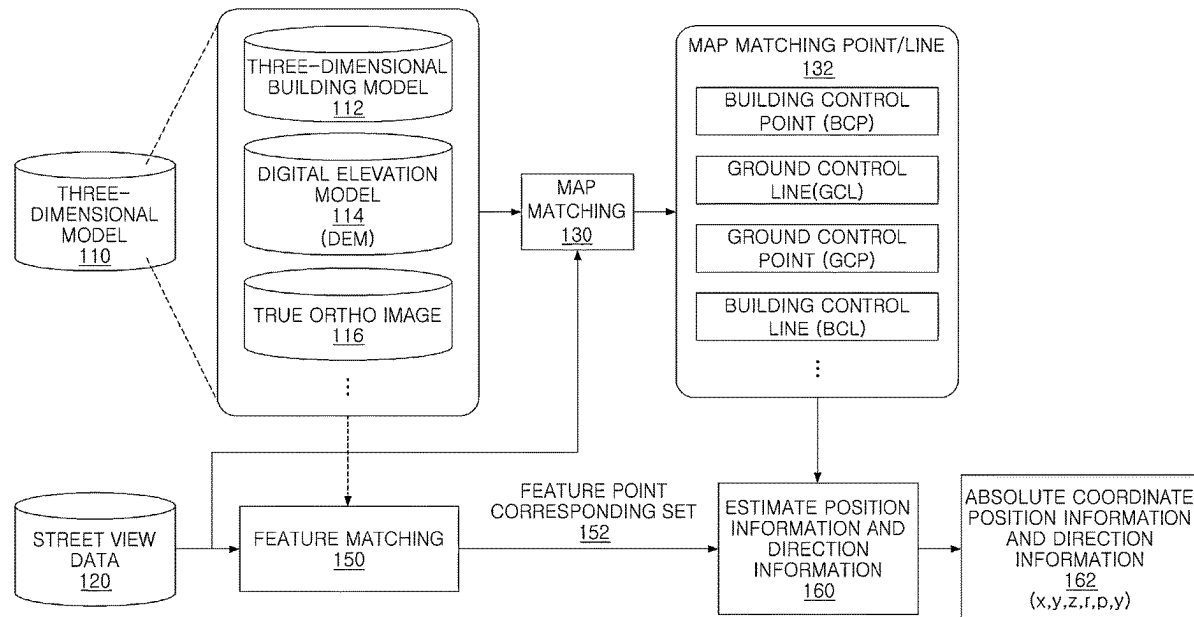 THREE-
DIMENSIONAL
MODEL
110
THREE-DIMENSIONAL
BUILDING MODEL
112
DIGITAL ELEVATION
MODEL
114
(DEM)
TRUE ORTHO IMAGE
116
⋮
MAP
MATCHING
130
MAP MATCHING POINT/LINE
132
BUILDING CONTROL
POINT (BCP)
GROUND CONTROL
LINE(GCL)
GROUND CONTROL
POINT (GCP)
BUILDING CONTROL
LINE (BCL)
⋮
STREET VIEW
DATA
120
FEATURE MATCHING
150
FEATURE POINT
CORRESPONDING SET
152
ESTIMATE POSITION
INFORMATION AND
DIRECTION
INFORMATION
160
ABSOLUTE COORDINATE
POSITION INFORMATION
AND DIRECTION
INFORMATION
162
(x,y,z,r,p,y)